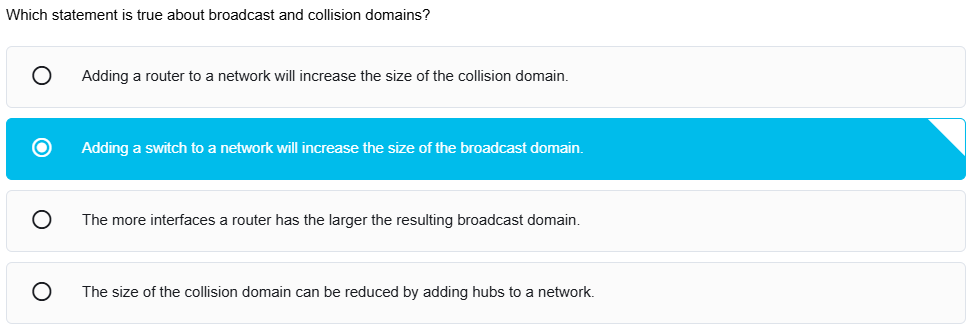 Which statement is true about broadcast and collision domains?
Adding a router to a network will increase the size of the collision domain.
Adding a switch to a network will increase the size of the broadcast domain.
The more interfaces a router has the larger the resulting broadcast domain.
The size of the collision domain can be reduced by adding hubs to a network.